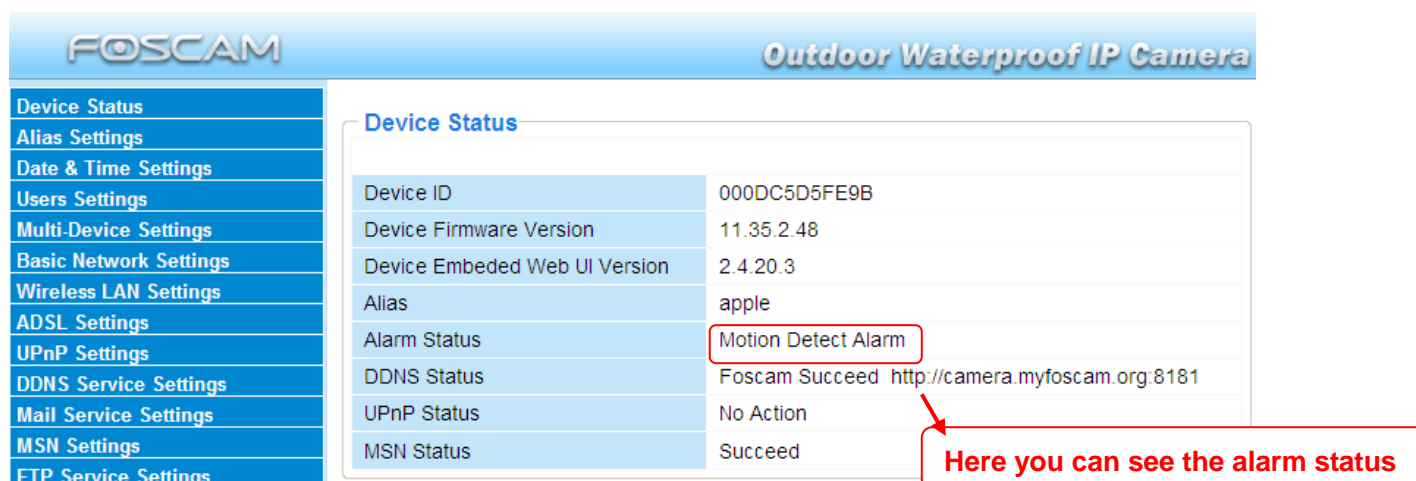 FOSCAM
Outdoor Waterproof IP Camera
Device Status
Alias Settings
Date & Time Settings
Users Settings
Multi-Device Settings
Basic Network Settings
Wireless LAN Settings
ADSL Settings
UPnP Settings
DDNS Service Settings
Mail Service Settings
MSN Settings
FTP Service Settings
Device Status
Device ID 000DC5D5FE9B
Device Firmware Version 11.35.2.48
Device Embeded Web UI Version 2.4.20.3
Alias apple
Alarm Status Motion Detect Alarm
DDNS Status Foscam Succeed http://camera.myfoscam.org:8181
UPnP Status No Action
MSN Status Succeed
Here you can see the alarm status